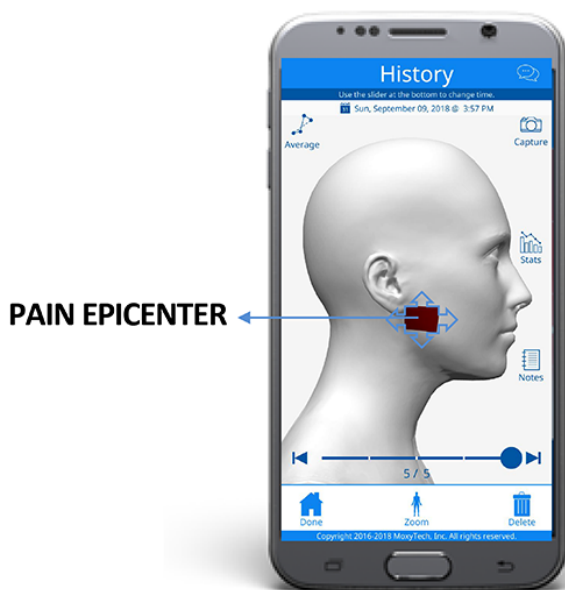 History
Use the slider at the bottom to change time.
Sun, September 09, 2018 @ 3:57 PM
Average
Capture
Stats
PAIN EPICENTER
Notes
5 / 5
Done
Zoom
Delete
Copyright 2016-2018 MoxyTech, Inc. All rights reserved.